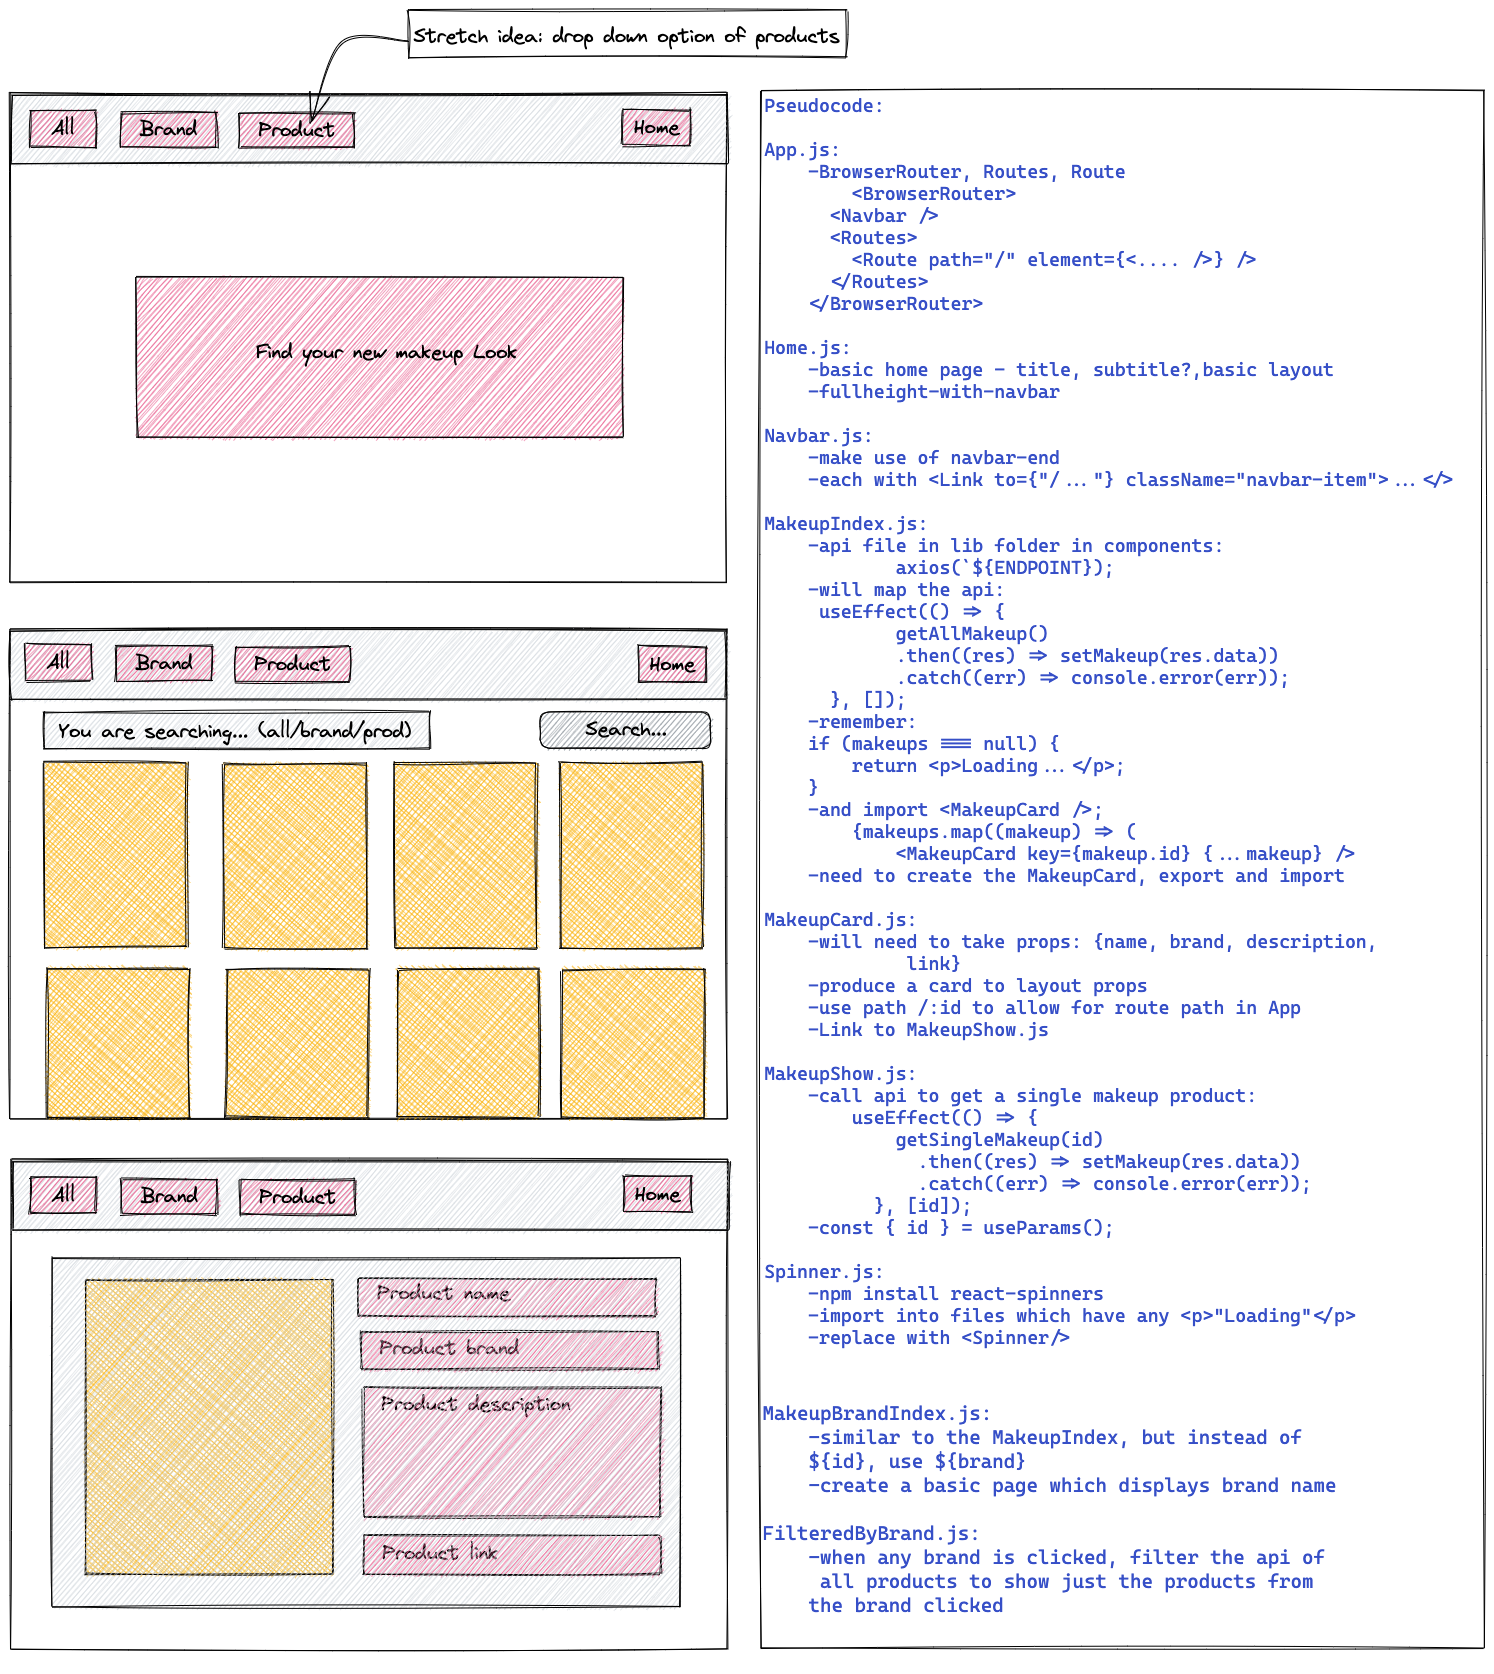 Stretch idea: drop down option of products
All
Brand
Product
Home
Find your new makeup Look
All
Brand
Product
Home
You are searching... (all/brand/prod)
Search...
All
Brand
Product
Home
Product name
Product brand
Product description
Product link
Pseudocode:
App.js:
-BrowserRouter, Routes, Route
<BrowserRouter>
<Navbar />
<Routes>
<Route path="/" element={<.... />} />
</Routes>
</BrowserRouter>
Home.js:
-basic home page - title, subtitle?,basic layout
-fullheight-with-navbar
Navbar.js:
-make use of navbar-end
-each with <Link to={"/..."} className="navbar-item">...</>
MakeupIndex.js:
-api file in lib folder in components:
axios(`${ENDPOINT});
-will map the api:
useEffect(() => {
getAllMakeup()
.then((res) => setMakeup(res.data))
.catch((err) => console.error(err));
}, []);
-remember:
if (makeups === null) {
return <p>Loading...</p>;
}
-and import <MakeupCard />;
{makeups.map((makeup) => (
<MakeupCard key={makeup.id} {...makeup} />
-need to create the MakeupCard, export and import
MakeupCard.js:
-will need to take props: {name, brand, description,
link}
-produce a card to layout props
-use path /:id to allow for route path in App
-Link to MakeupShow.js
MakeupShow.js:
-call api to get a single makeup product:
useEffect(() => {
getSingleMakeup(id)
.then((res) => setMakeup(res.data))
.catch((err) => console.error(err));
}, [id]);
-const { id } = useParams();
Spinner.js:
-npm install react-spinners
-import into files which have any <p>"Loading"</p>
-replace with <Spinner/>
MakeupBrandIndex.js:
-similar to the MakeupIndex, but instead of
${id}, use ${brand}
-create a basic page which displays brand name
FilteredByBrand.js:
-when any brand is clicked, filter the api of
all products to show just the products from
the brand clicked